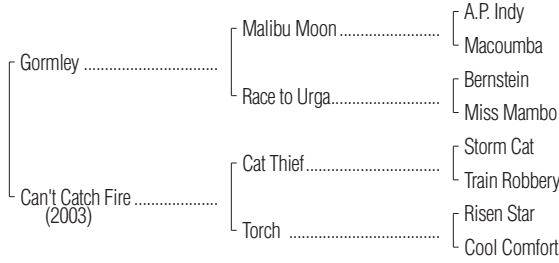 A.P. Indy
Malibu Moon ........................
Macoumba
Gormley ................................
Bernstein
Race to Urga..........................
Miss Mambo
Storm Cat
Cat Thief................................
Train Robbery
Can't Catch Fire ....................
(2003)
Risen Star
Torch ....................................
Cool Comfort